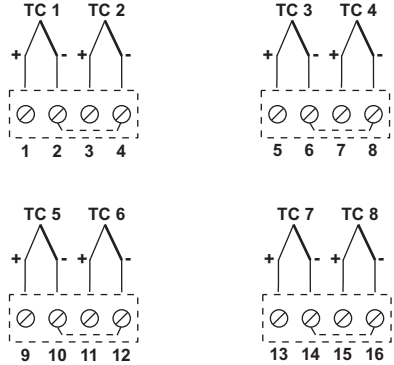 TC 1 TC 2 TC 3 TC 4
+ - + - + - + -
1 2 3 4 5 6 7 8
TC 5 TC 6 TC 7 TC 8
+ - + - + - + -
9 10 11 12 13 14 15 16